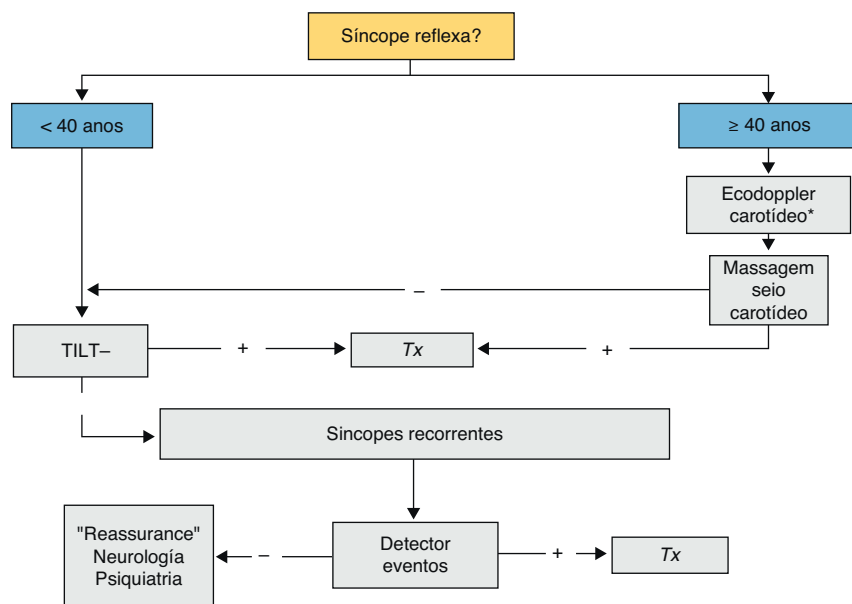 Síncope reflexa?
< 40 anos
≥ 40 anos
Ecodoppler
carotídeo*
Massagem
seio
carotídeo
–
TILT–
+
Tx
+
Sincopes recorrentes
"Reassurance"
Neurología
Psiquiatria
–
Detector
eventos
+
Tx